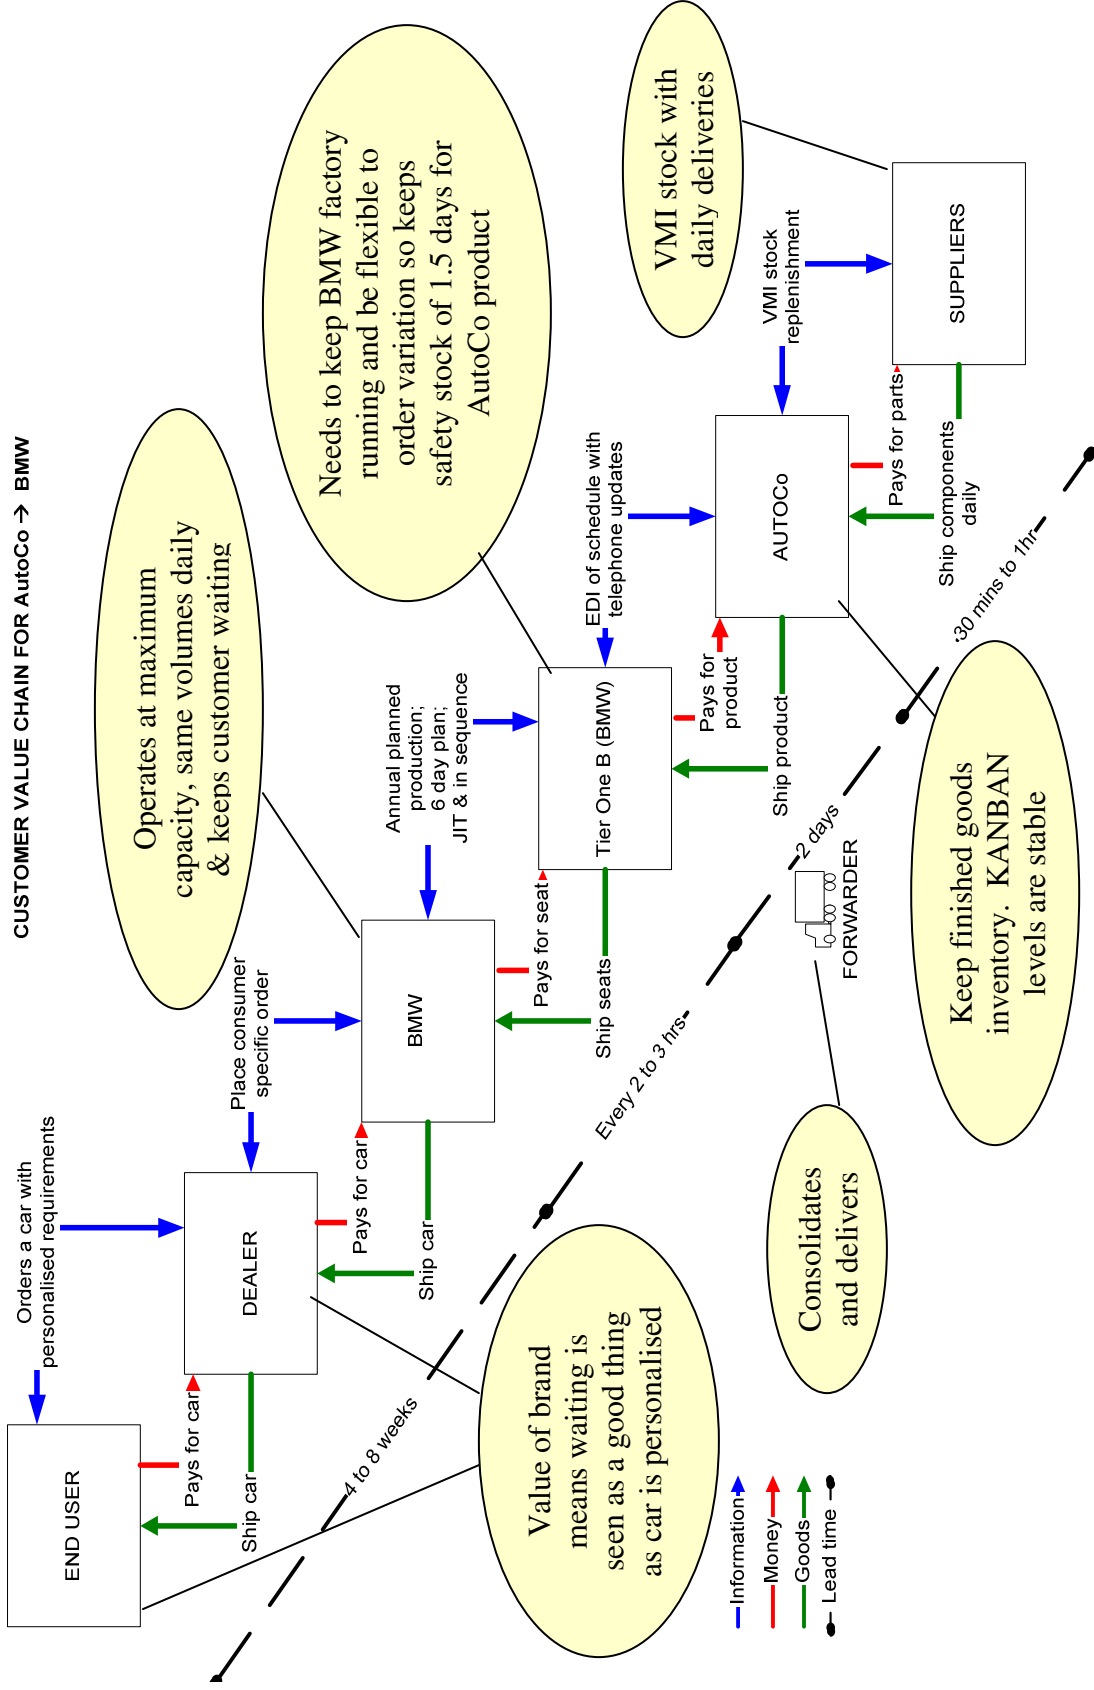 CUSTOMER VALUE CHAIN FOR AutoCo → BMW
END USER
Orders a car with
personalised requirements
Pays for car
Ship car
DEALER
Place consumer
specific order
Pays for car
Ship car
Operates at maximum
capacity, same volumes daily
& keeps customer waiting
BMW
Annual planned
production;
6 day plan;
JIT & in sequence
Pays for seat
Ship seats
Needs to keep BMW factory
running and be flexible to
order variation so keeps
safety stock of 1.5 days for
AutoCo product
Tier One B (BMW)
EDI of schedule with
telephone updates
Pays for
product
Ship product
AUTOCo
VMI stock
replenishment
Pays for parts
Ship components
daily
VMI stock with
daily deliveries
SUPPLIERS
4 to 8 weeks
Every 2 to 3 hrs
2 days
30 mins to 1hr
FORWARDER
Value of brand
means waiting is
seen as a good thing
as car is personalised
Consolidates
and delivers
Keep finished goods
inventory.  KANBAN
levels are stable
Information
Money
Goods
Lead time